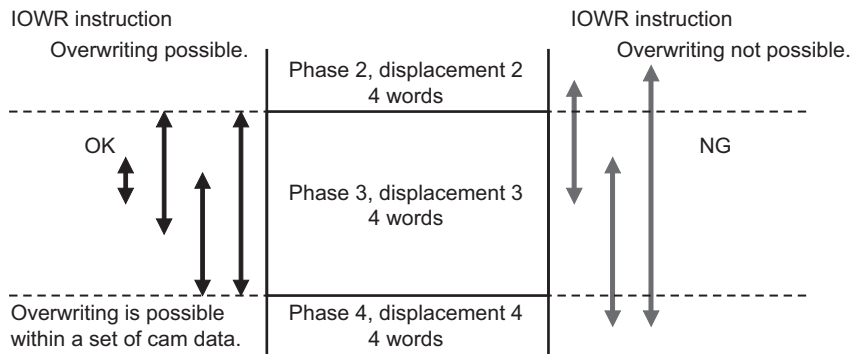 IOWR instruction
Overwriting possible.
IOWR instruction
Overwriting not possible.
Phase 2, displacement 2
4 words
OK
NG
Phase 3, displacement 3
4 words
Overwriting is possible
within a set of cam data.
Phase 4, displacement 4
4 words